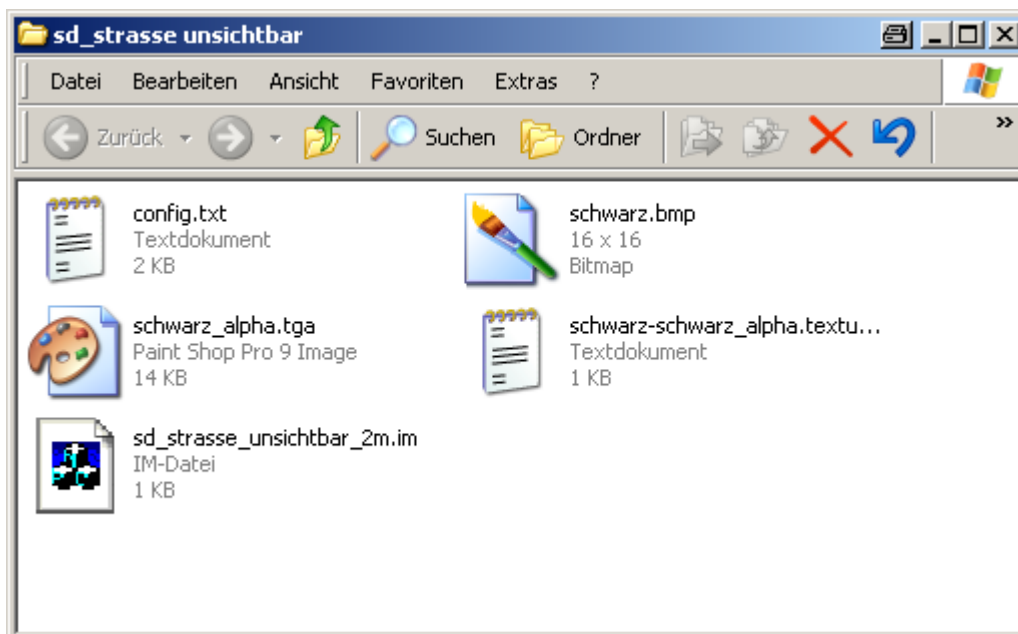 sd_strasse unsichtbar
Datei Bearbeiten Ansicht Favoriten Extras ?
Zurück Suchen Ordner »
config.txt
Textdokument
2 KB
schwarz.bmp
16 x 16
Bitmap
schwarz_alpha.tga
Paint Shop Pro 9 Image
14 KB
schwarz-schwarz_alpha.textu...
Textdokument
1 KB
sd_strasse_unsichtbar_2m.im
IM-Datei
1 KB